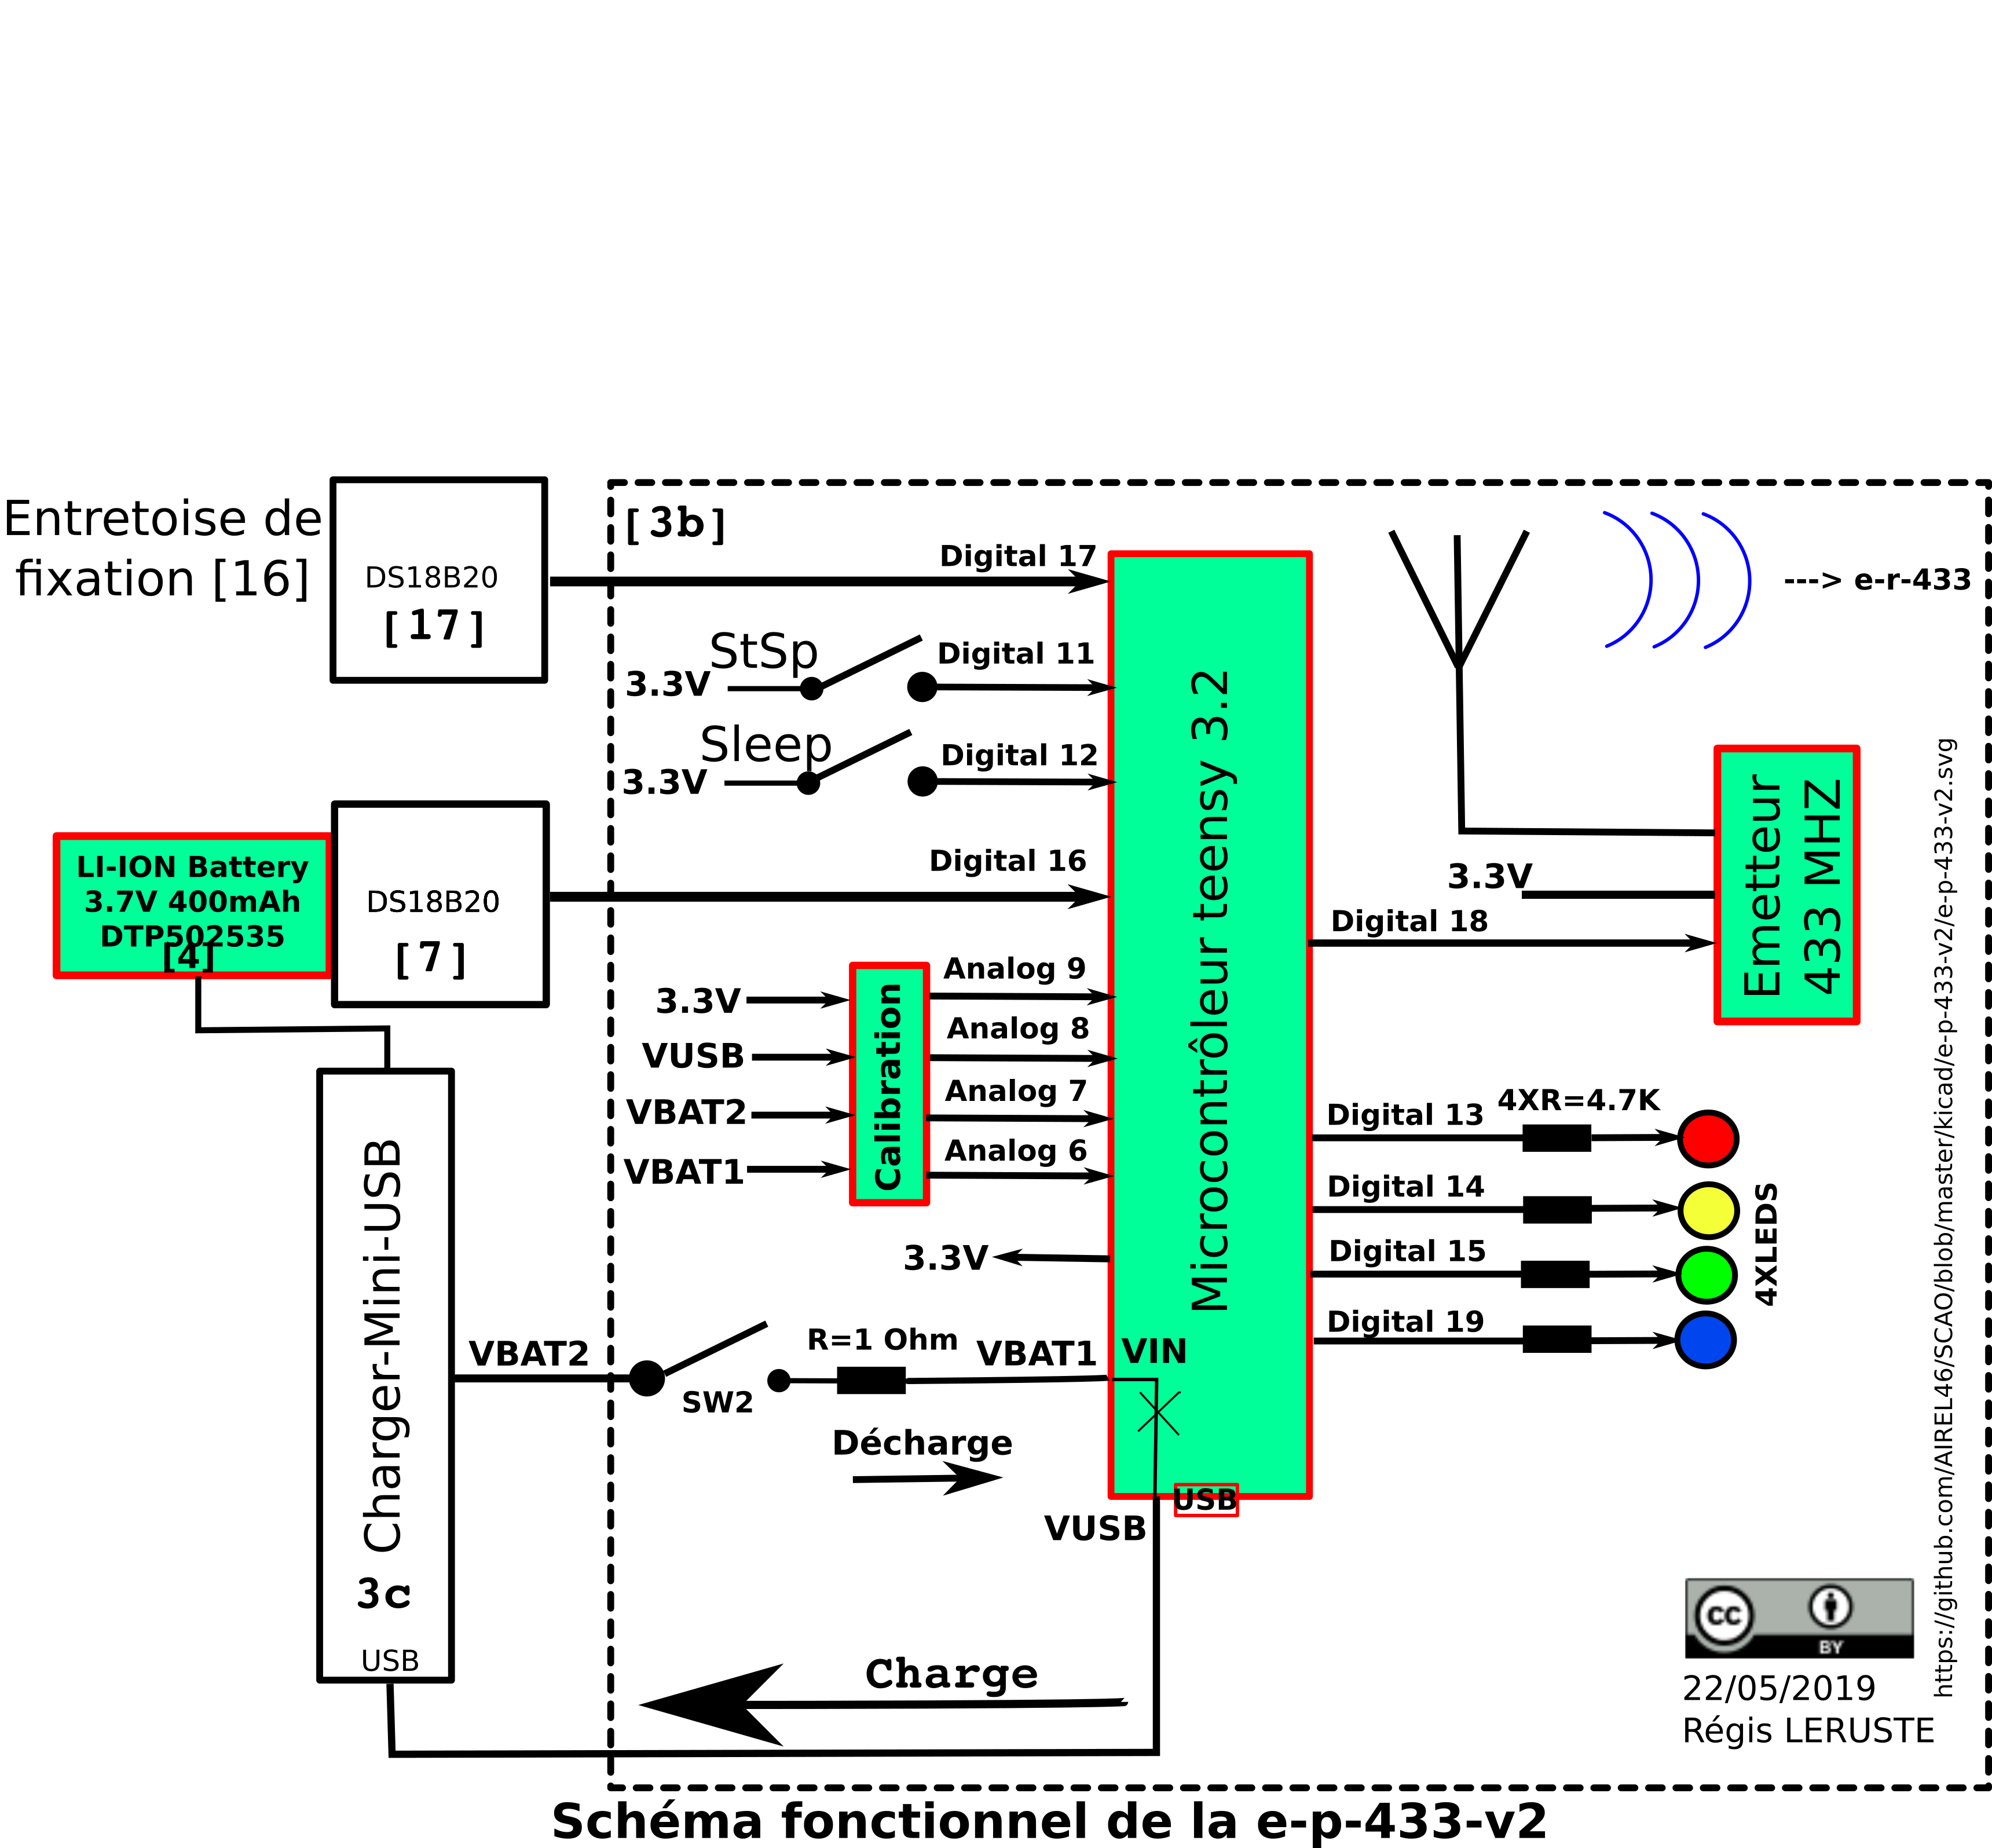 Entretoise de
fixation [16]
DS18B20
[17]
[3b]
Digital 17
StSp
3.3V
Digital 11
Sleep
3.3V
Digital 12
LI-ION Battery
3.7V 400mAh
DTP502535
[4]
DS18B20
[7]
Digital 16
3.3V
VUSB
VBAT2
VBAT1
Calibration
Analog 9
Analog 8
Analog 7
Analog 6
3.3V
Microcontrôleur teensy 3.2
VIN
USB
VUSB
Charger-Mini-USB
3c
USB
VBAT2
SW2
R=1 Ohm
VBAT1
Décharge
Charge
---> e-r-433
Emetteur
433 MHZ
3.3V
Digital 18
4XR=4.7K
Digital 13
Digital 14
Digital 15
Digital 19
4XLEDS
https://github.com/AIREL46/SCAO/blob/master/kicad/e-p-433-v2/e-p-433-v2.svg
CC
BY
22/05/2019
Régis LERUSTE
Schéma fonctionnel de la e-p-433-v2